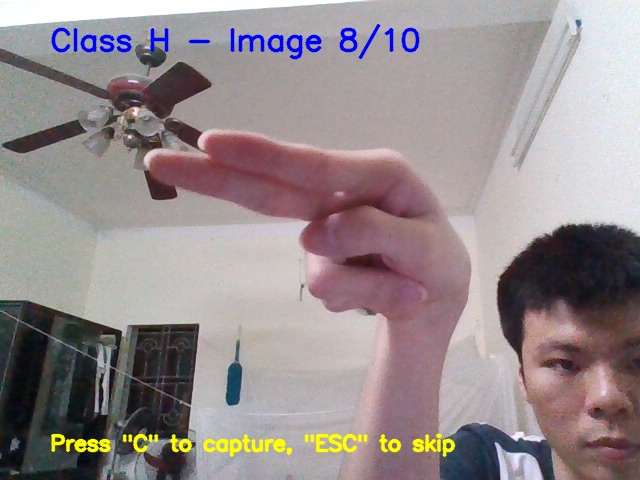 Class H - Image 8/10
Press "C" to capture, "ESC" to skip